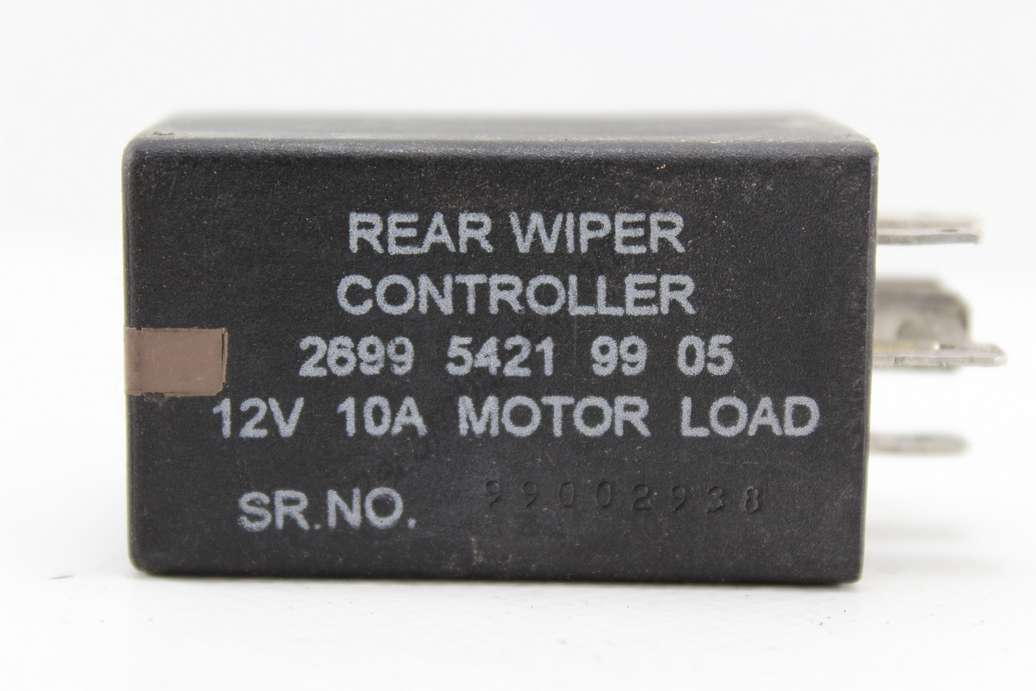 REAR WIPER
CONTROLLER
2699 5421 99 05
12V 10A MOTOR LOAD
SR.NO. 99002938